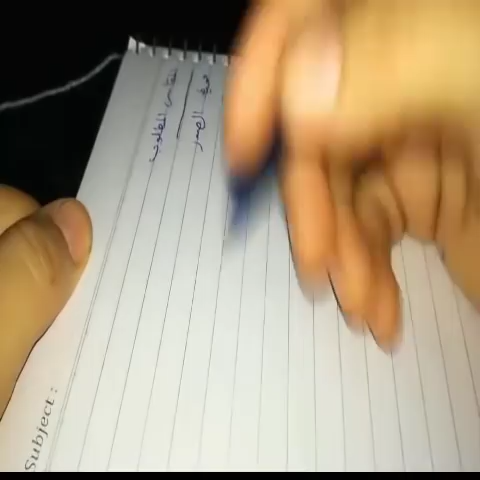 Subject :
المقاس المطلوب
محيط الصدر